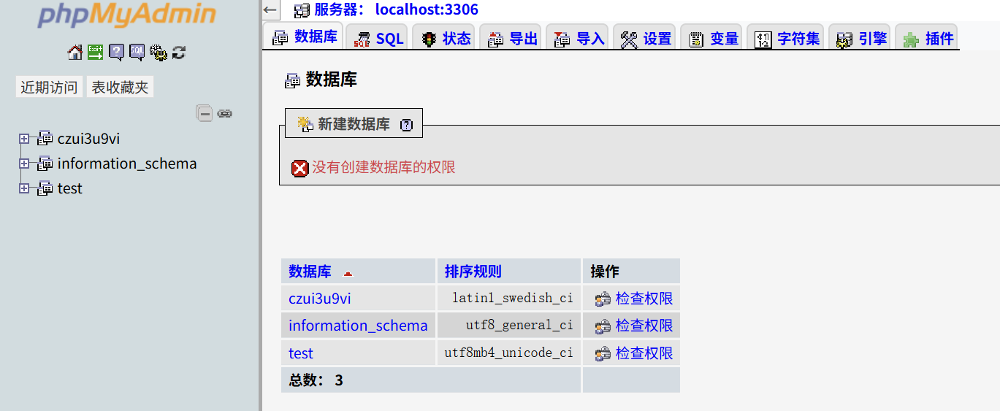 phpMyAdmin
近期访问 表收藏夹
czui3u9vi
information_schema
test
服务器： localhost:3306
数据库 SQL 状态 导出 导入 设置 变量 字符集 引擎 插件
数据库
新建数据库
没有创建数据库的权限
数据库 排序规则 操作
czui3u9vi latin1_swedish_ci 检查权限
information_schema utf8_general_ci 检查权限
test utf8mb4_unicode_ci 检查权限
总数： 3